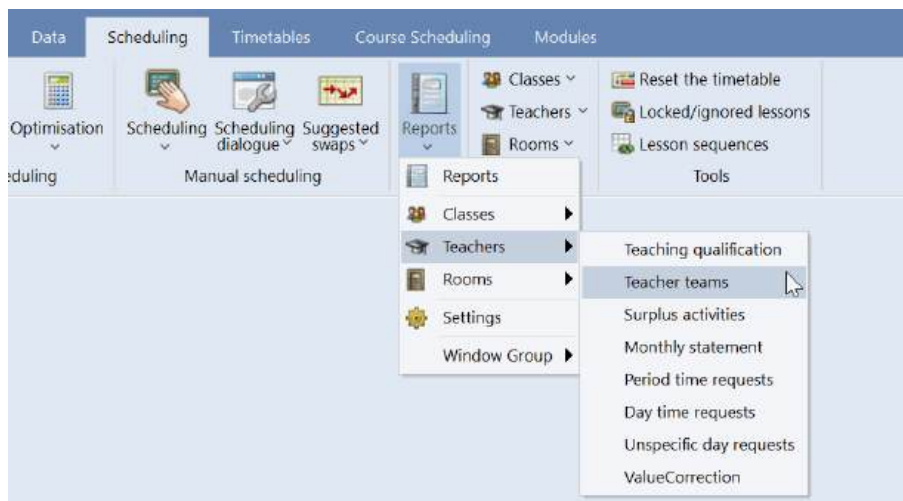 Data Scheduling Timetables Course Scheduling Modules
Optimisation
Scheduling
Scheduling dialogue
Suggested swaps
Reports
Classes
Teachers
Rooms
Reset the timetable
Locked/ignored lessons
Lesson sequences
eduling
Manual scheduling
Tools
Reports
Classes
Teachers
Rooms
Settings
Window Group
Teaching qualification
Teacher teams
Surplus activities
Monthly statement
Period time requests
Day time requests
Unspecific day requests
ValueCorrection